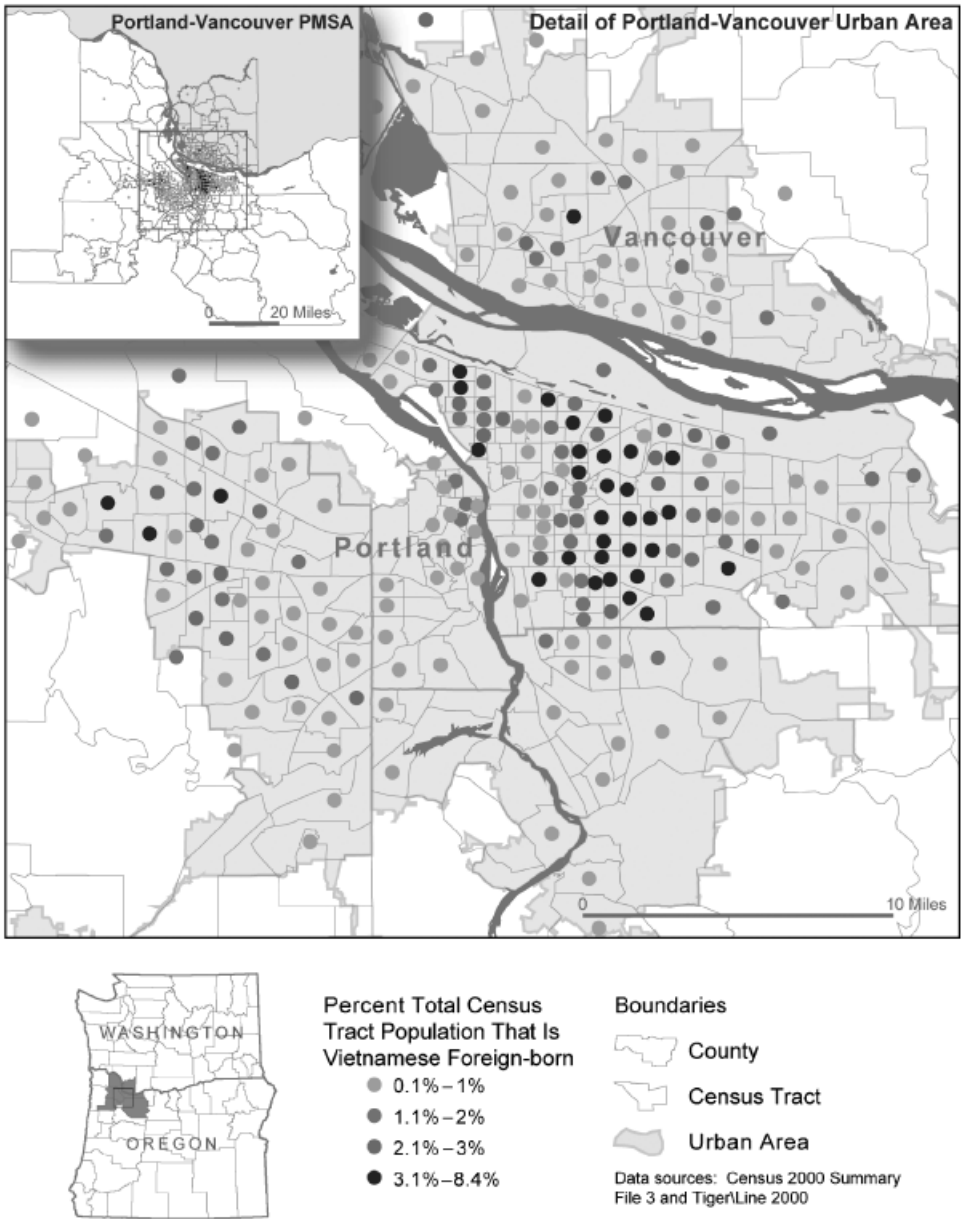 Portland-Vancouver PMSA
Detail of Portland-Vancouver Urban Area
0 20 Miles
Vancouver
Portland
0 10 Miles
WASHINGTON
OREGON
Percent Total Census
Tract Population That Is
Vietnamese Foreign-born
0.1%–1%
1.1%–2%
2.1%–3%
3.1%–8.4%
Boundaries
County
Census Tract
Urban Area
Data sources: Census 2000 Summary
File 3 and Tiger\Line 2000